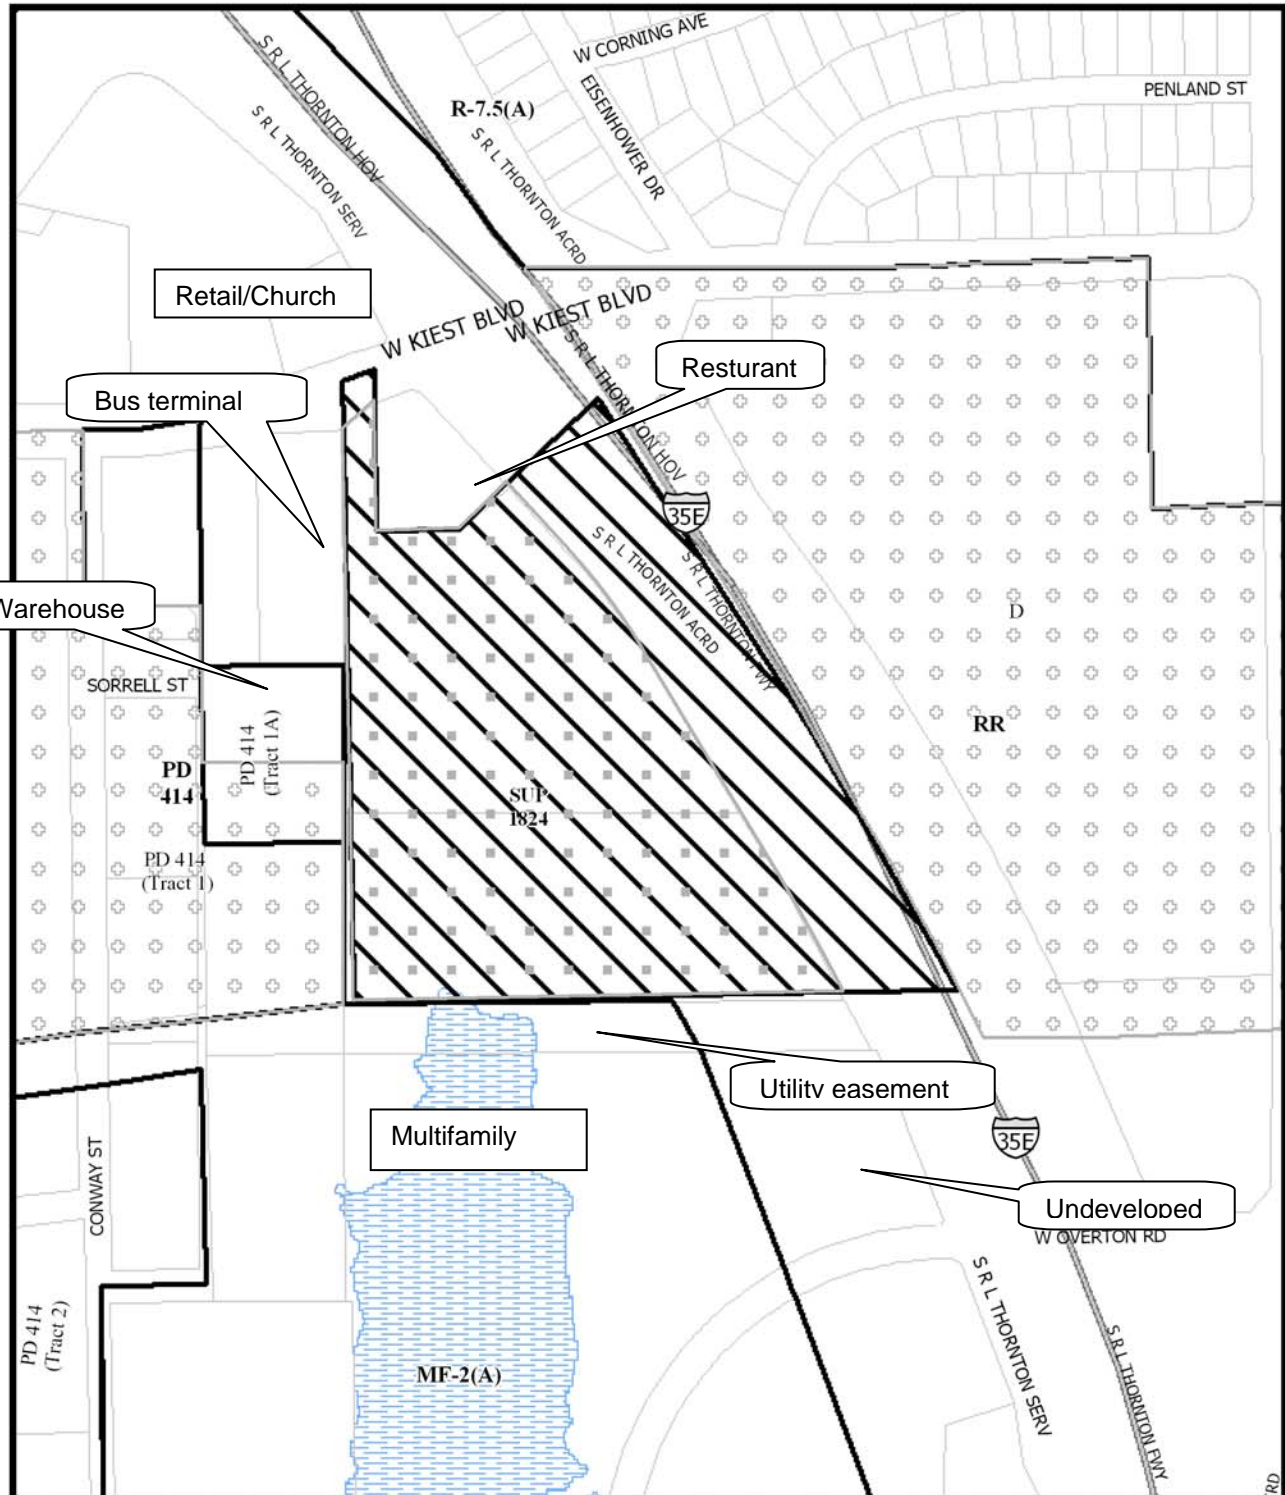 W CORNING AVE
S R L THORNTON HOV
EISENHOWER DR
PENLAND ST
R-7.5(A)
S R L THORNTON SERV
S R L THORNTON ACRD
Retail/Church
W KIEST BLVD
W KIEST BLVD
S R L THORNTON HOV
Resturant
Bus terminal
35E
S R L THORNTON ACRD
S R L THORNTON FWY
Warehouse
D
SORRELL ST
PD 414
(Tract 1A)
RR
PD
414
SUP
1824
PD 414
(Tract 1)
Utility easement
Multifamily
35E
CONWAY ST
Undeveloped
W OVERTON RD
S R L THORNTON SERV
PD 414
(Tract 2)
S R L THORNTON FWY
MF-2(A)
RD